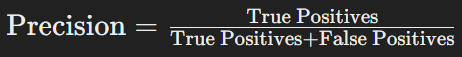 Precision = True Positives / True Positives+False Positives